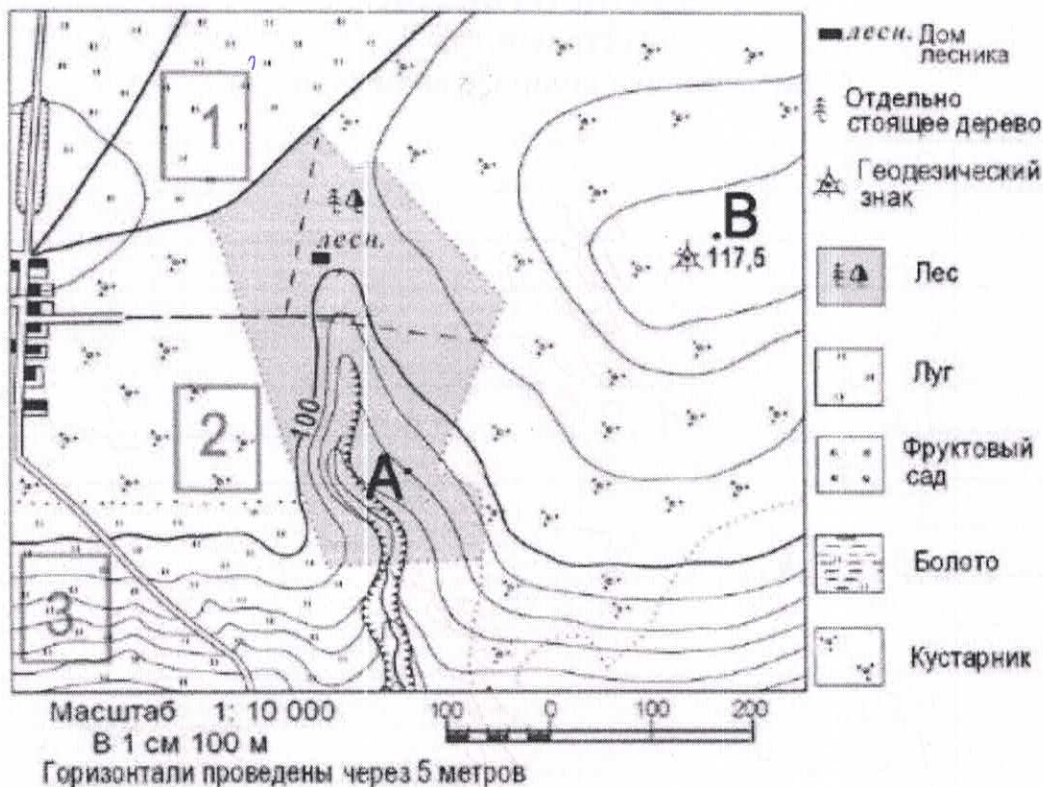 1
2
3
лесн.
100
А
.В
117,5
лесн. Дом
лесника
Отдельно
стоящее дерево
Геодезический
знак
Лес
Луг
Фруктовый
сад
Болото
Кустарник
Масштаб 1: 10 000
В 1 см 100 м
Горизонтали проведены через 5 метров
100 0 100 200